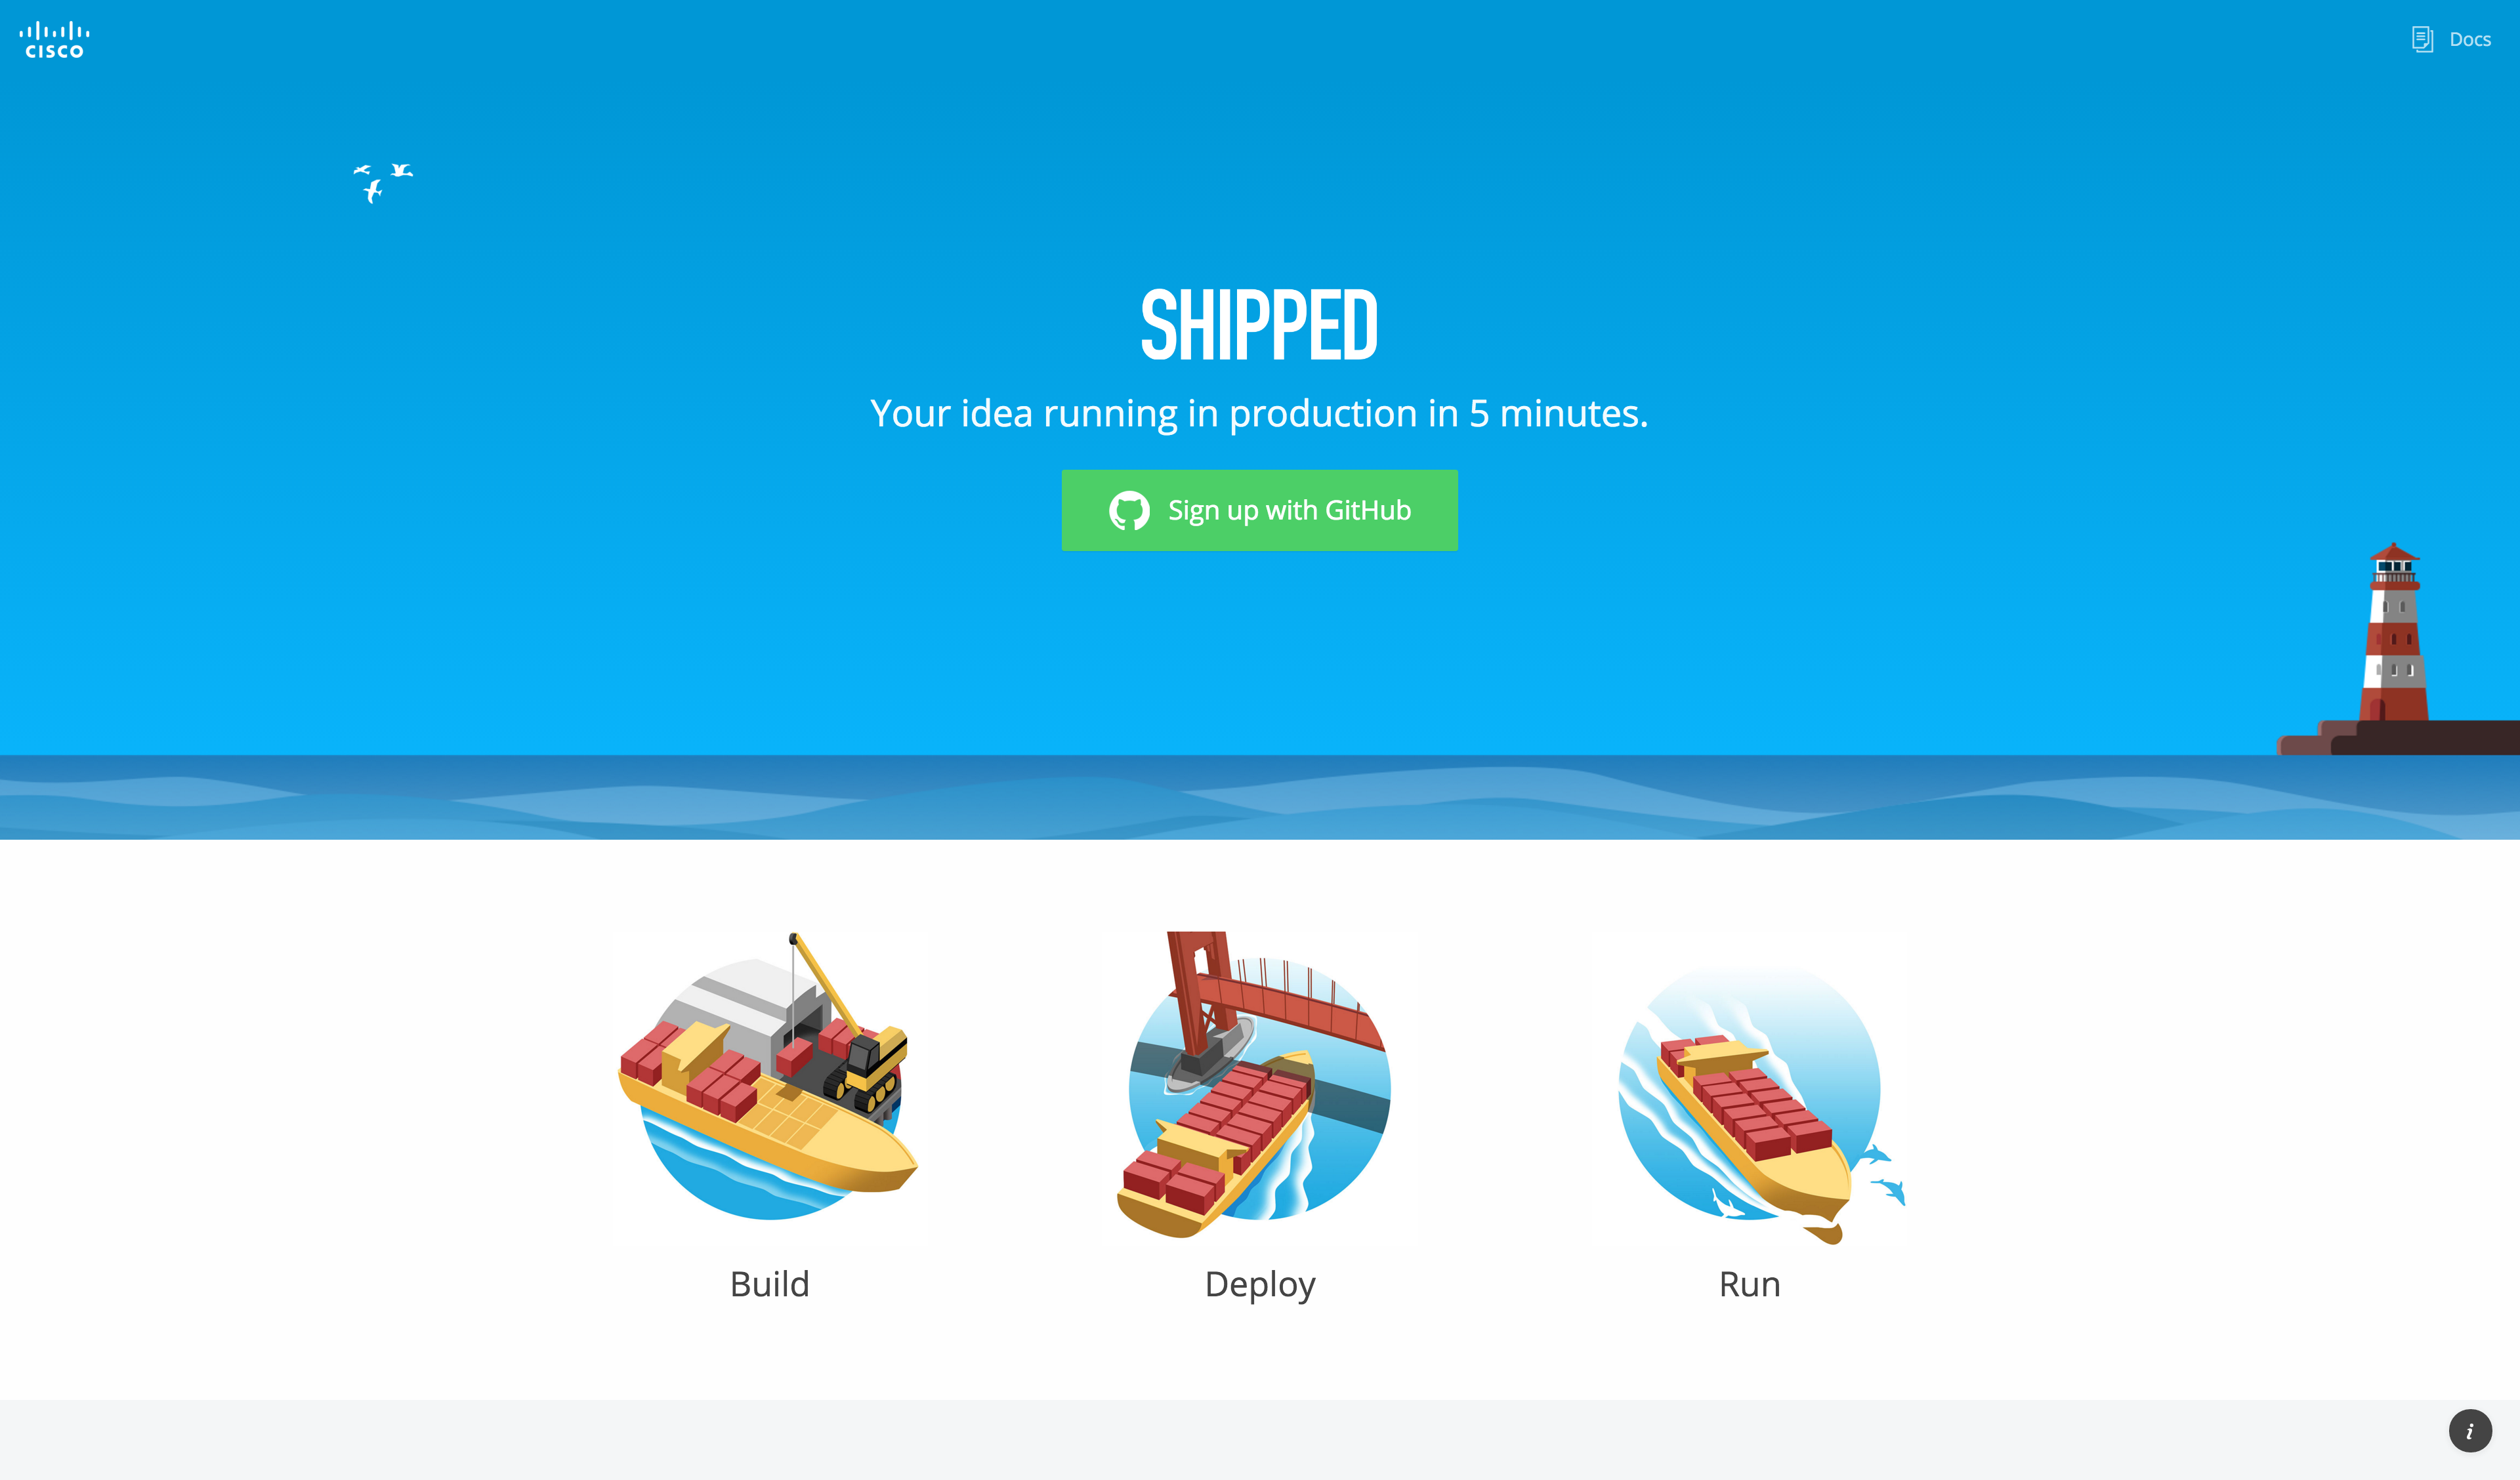 CISCO
Docs
SHIPPED
Your idea running in production in 5 minutes.
Sign up with GitHub
Build
Deploy
Run
i